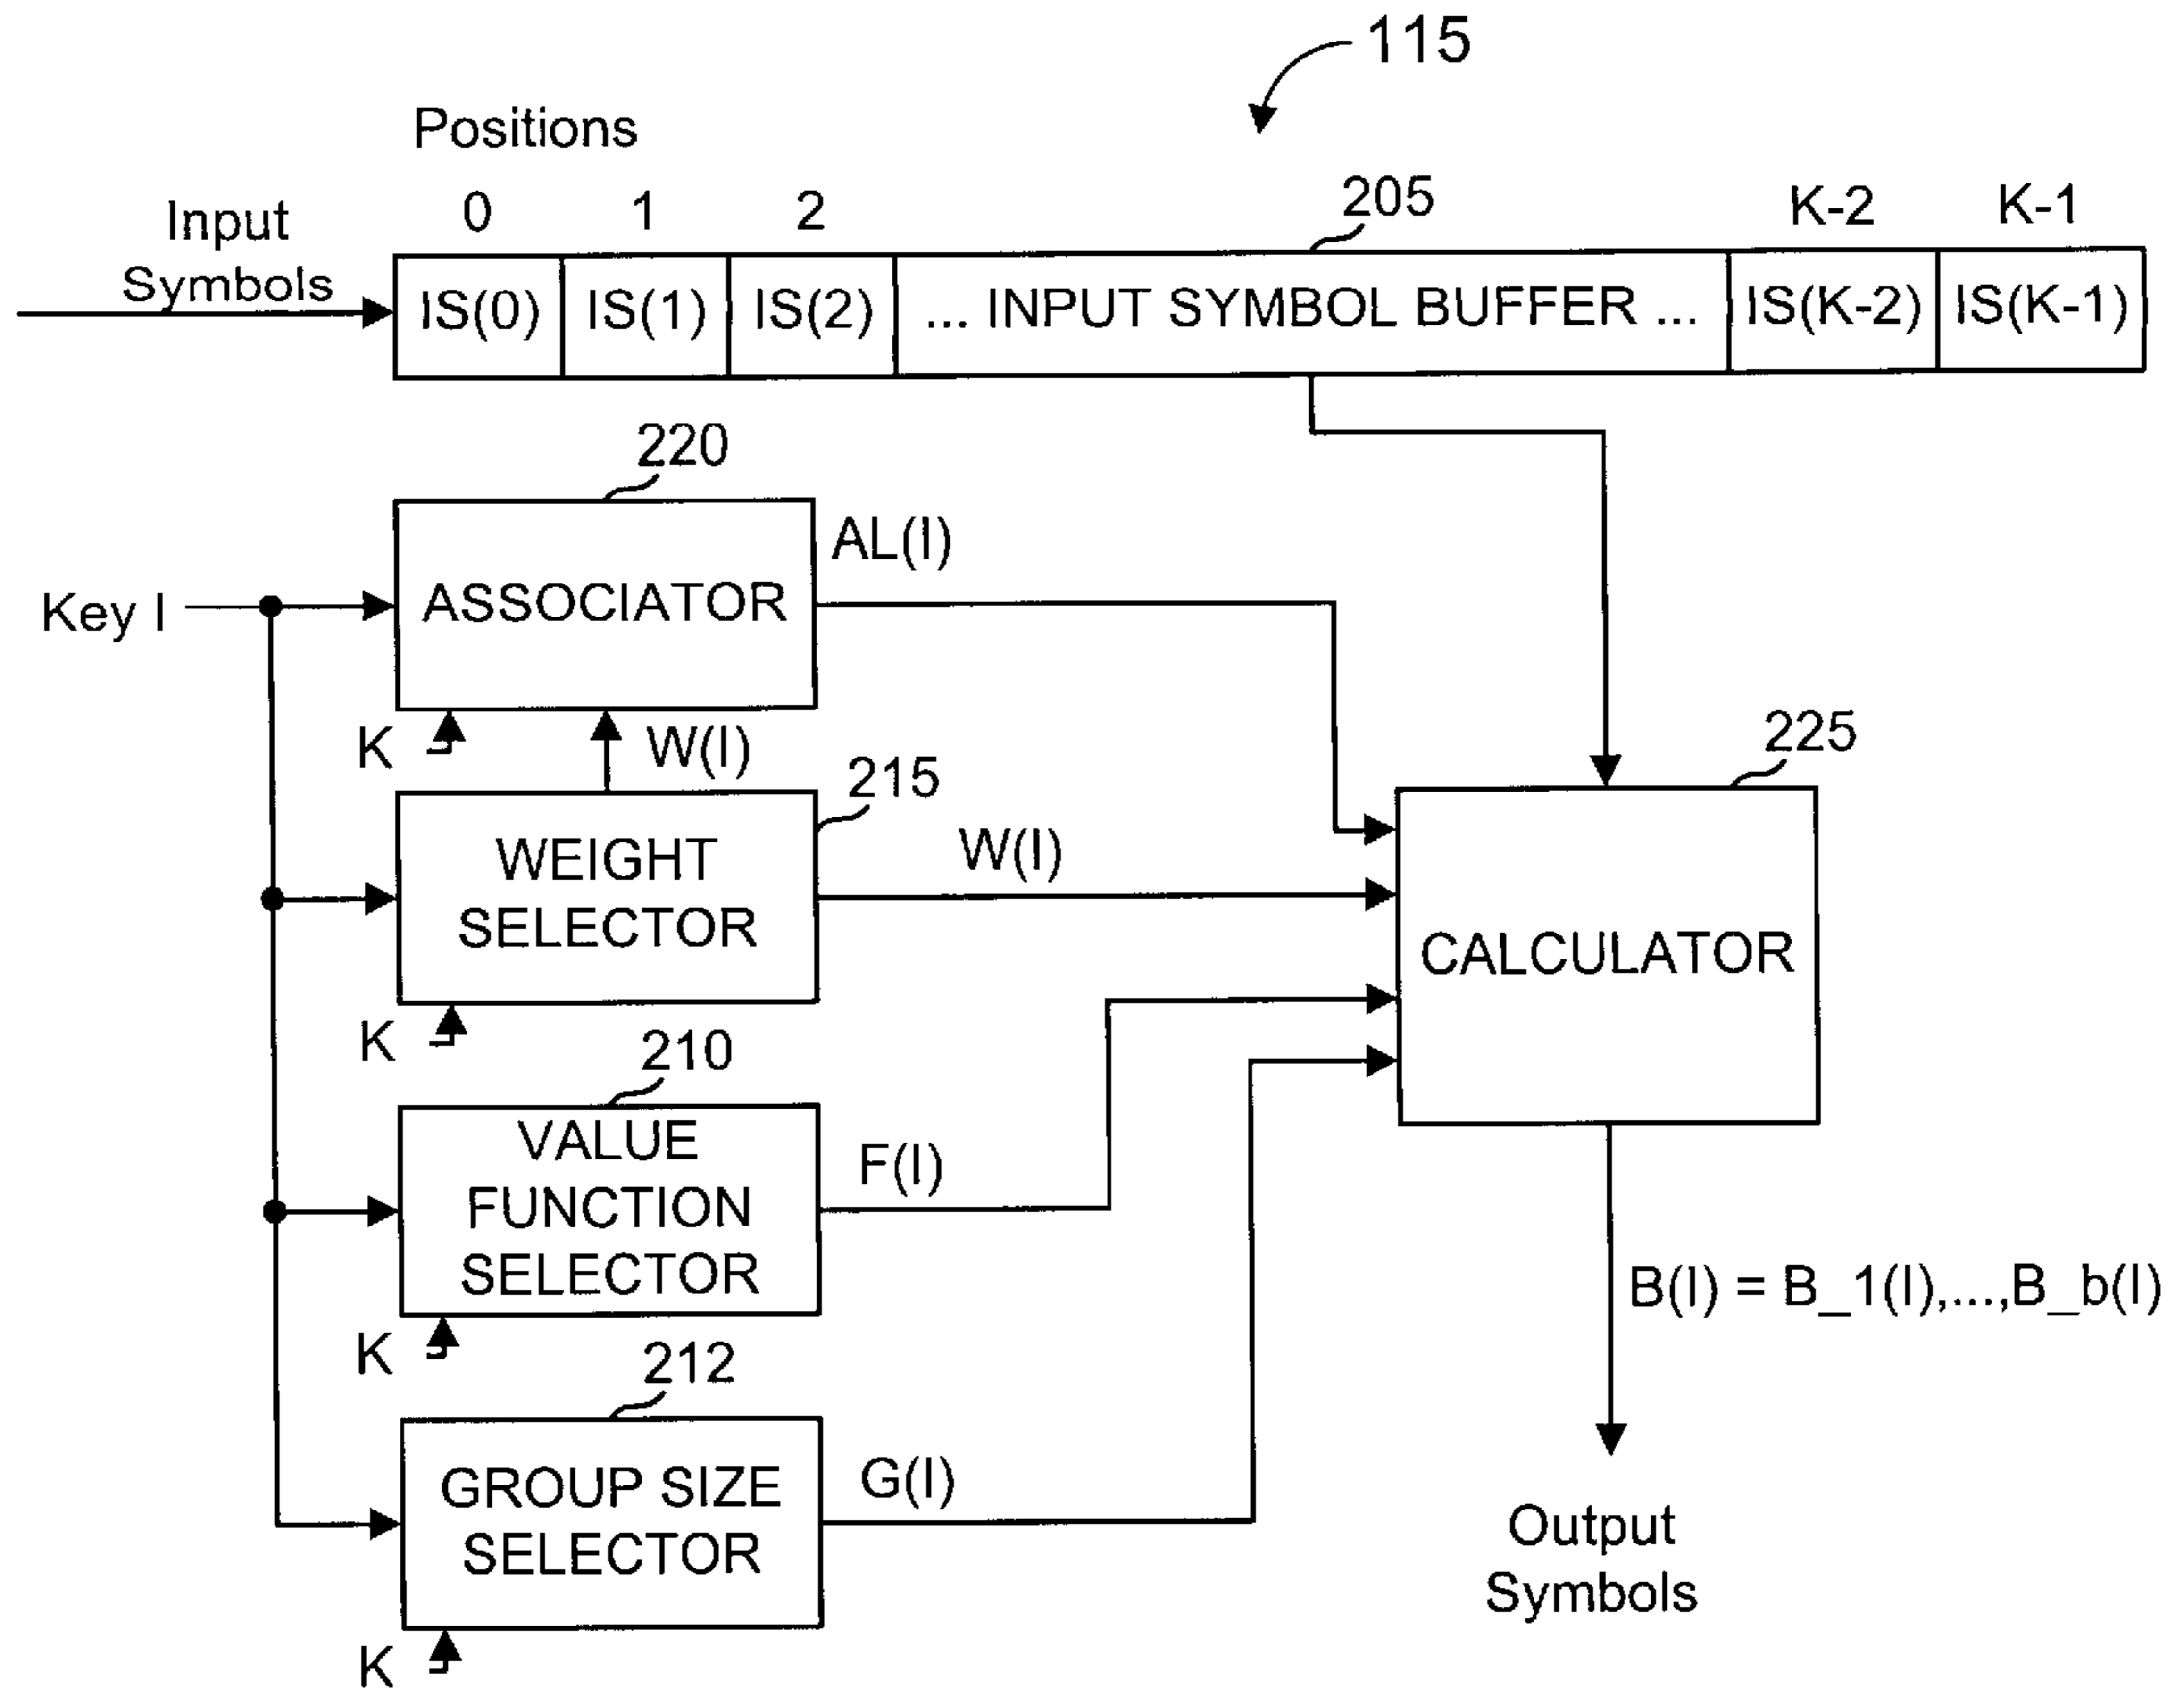 115
Positions
Input
Symbols
0 1 2 205 K-2 K-1
IS(0) IS(1) IS(2) ... INPUT SYMBOL BUFFER ... IS(K-2) IS(K-1)
220
AL(I)
Key I
ASSOCIATOR
K
W(I)
215
225
WEIGHT
SELECTOR
W(I)
CALCULATOR
K
210
VALUE
FUNCTION
SELECTOR
F(I)
B(I) = B_1(I),...,B_b(I)
K
212
GROUP SIZE
SELECTOR
G(I)
Output
Symbols
K